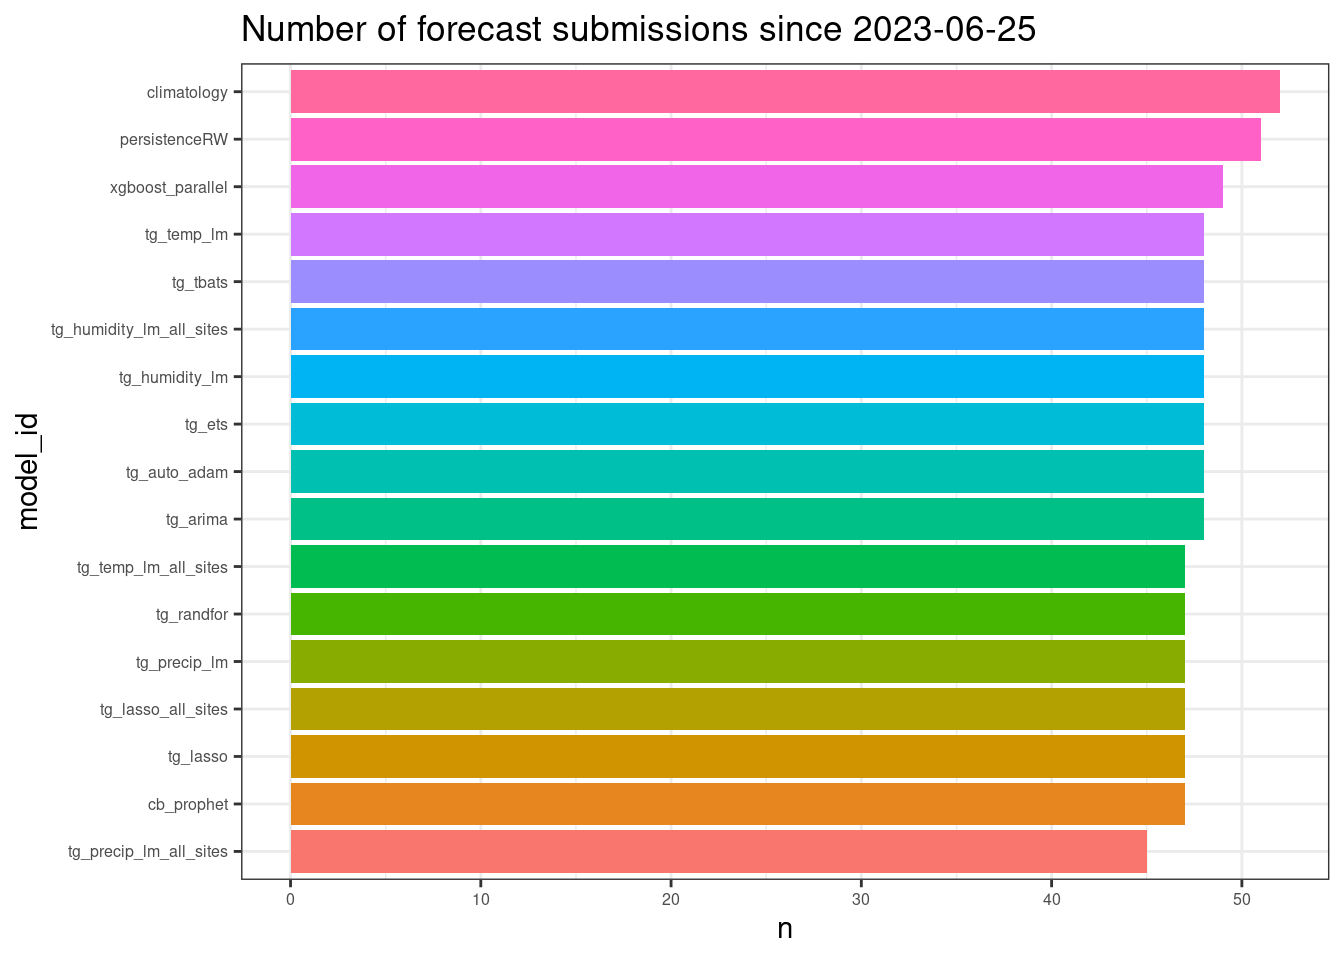 Number of forecast submissions since 2023-06-25
climatology
persistenceRW
xgboost_parallel
tg_temp_lm
tg_tbats
tg_humidity_lm_all_sites
tg_humidity_lm
tg_ets
tg_auto_adam
tg_arima
tg_temp_lm_all_sites
tg_randfor
tg_precip_lm
tg_lasso_all_sites
tg_lasso
cb_prophet
tg_precip_lm_all_sites
model_id
0 10 20 30 40 50
n